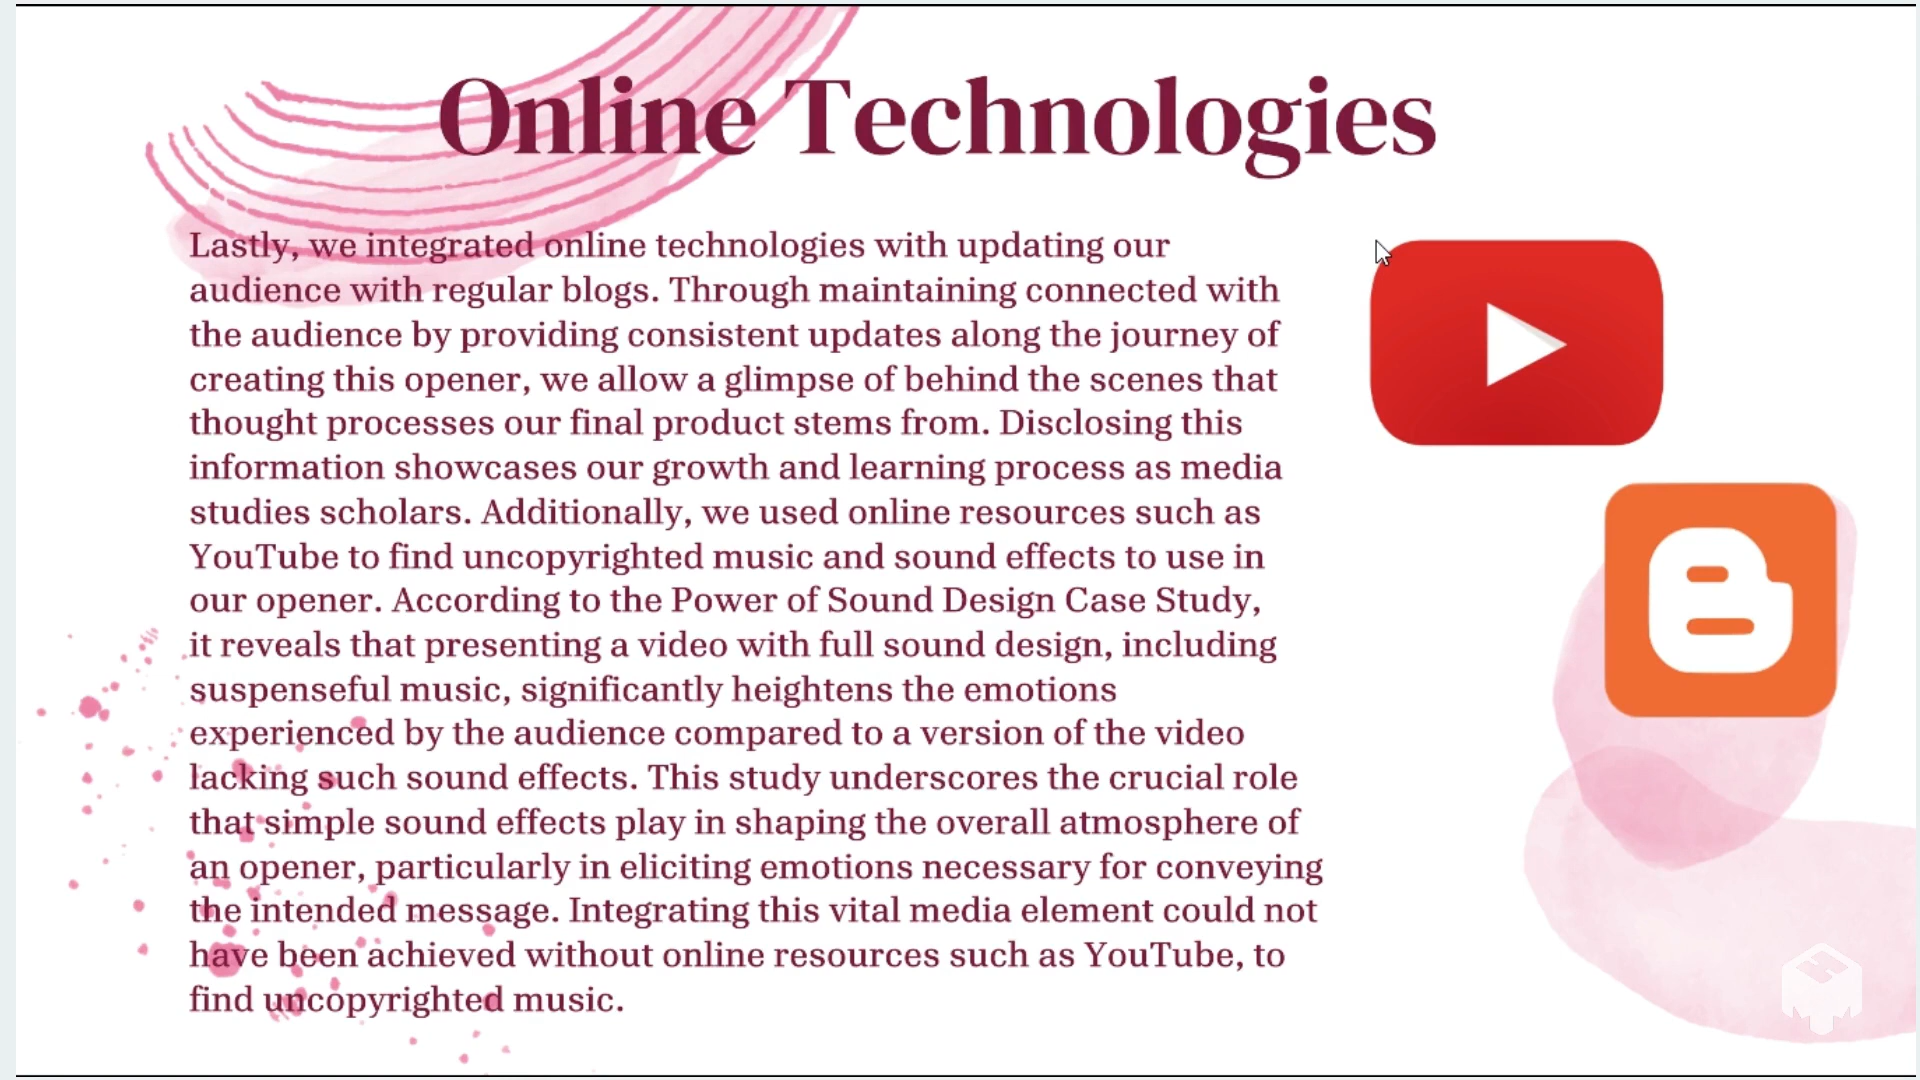 Online Technologies
Lastly, we integrated online technologies with updating our
audience with regular blogs. Through maintaining connected with
the audience by providing consistent updates along the journey of
creating this opener, we allow a glimpse of behind the scenes that
thought processes our final product stems from. Disclosing this
information showcases our growth and learning process as media
studies scholars. Additionally, we used online resources such as
YouTube to find uncopyrighted music and sound effects to use in
our opener. According to the Power of Sound Design Case Study,
it reveals that presenting a video with full sound design, including
suspenseful music, significantly heightens the emotions
experienced by the audience compared to a version of the video
lacking such sound effects. This study underscores the crucial role
that simple sound effects play in shaping the overall atmosphere of
an opener, particularly in eliciting emotions necessary for conveying
the intended message. Integrating this vital media element could not
have been achieved without online resources such as YouTube, to
find uncopyrighted music.